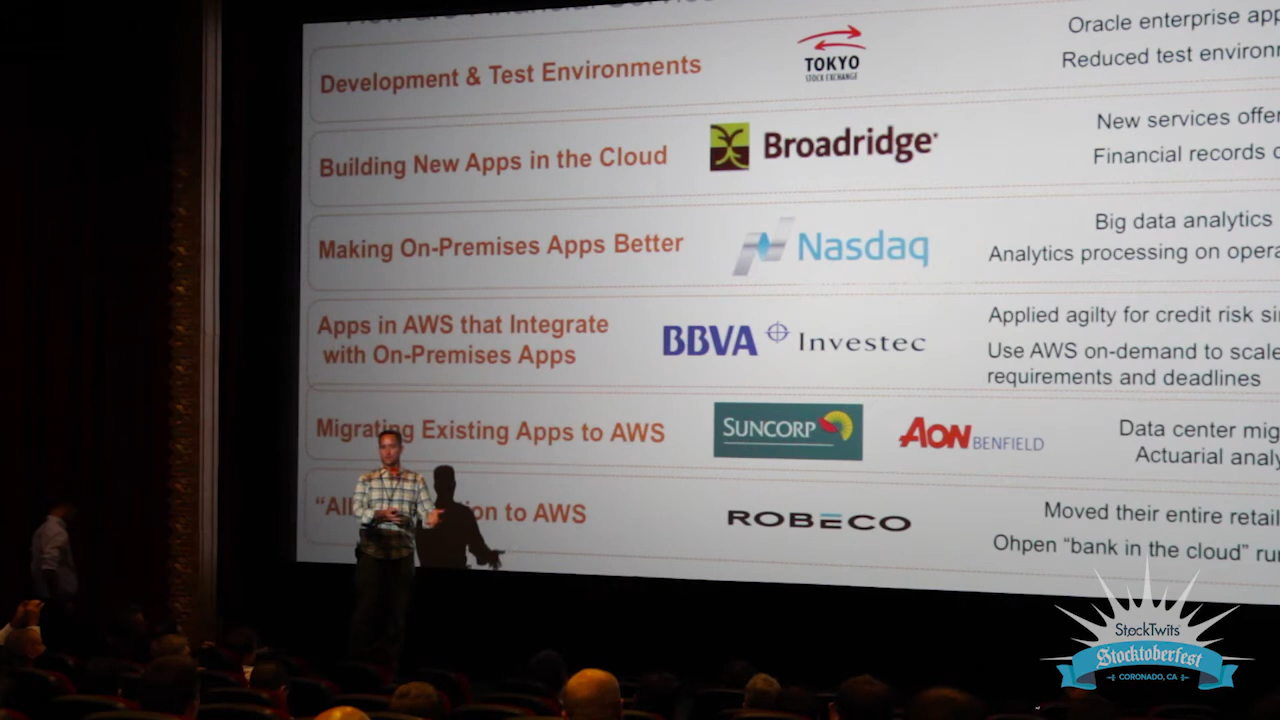 Development & Test Environments
TOKYO
STOCK EXCHANGE
Oracle enterprise app
Reduced test environ
Building New Apps in the Cloud
Broadridge
New services offe
Financial records
Making On-Premises Apps Better
Nasdaq
Big data analytics
Analytics processing on opera
Apps in AWS that Integrate
with On-Premises Apps
BBVA
Investec
Applied agilty for credit risk si
Use AWS on-demand to scale
requirements and deadlines
Migrating Existing Apps to AWS
SUNCORP
AON BENFIELD
Data center mig
Actuarial analy
“All on to AWS
ROBECO
Moved their entire retail
Ohpen “bank in the cloud” ru
StockTwits
Stocktoberfest
CORONADO, CA